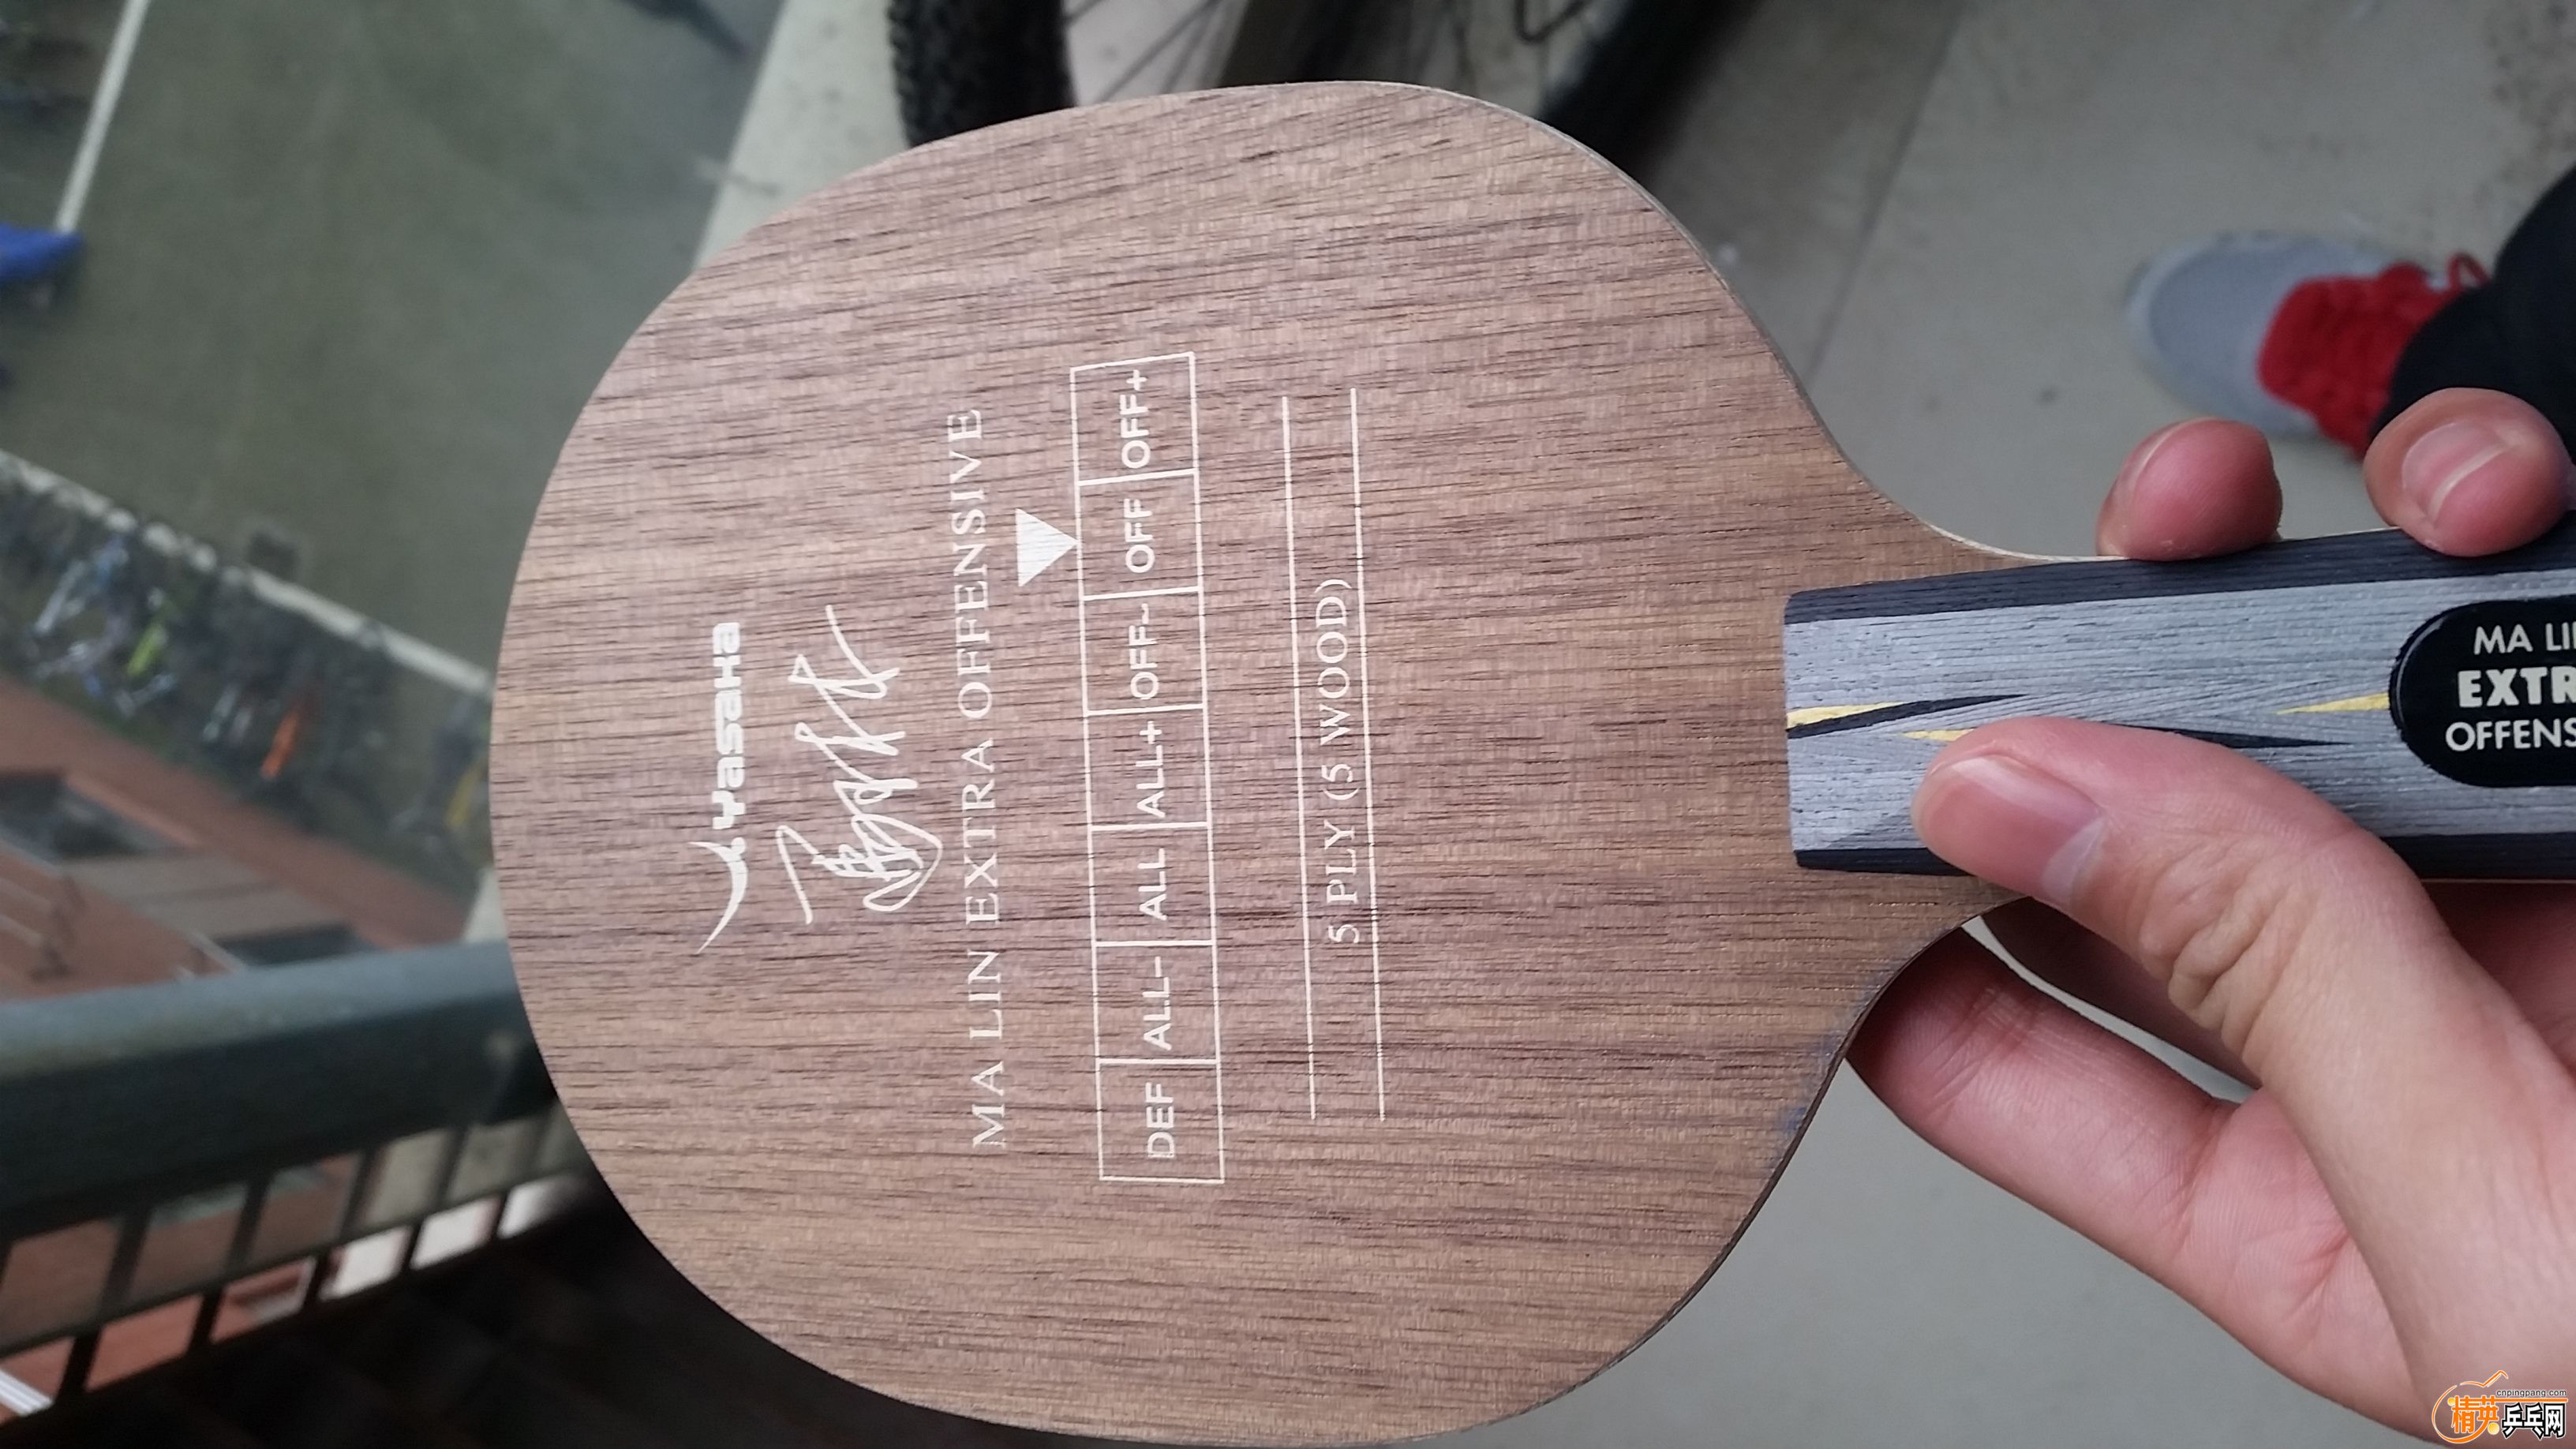 Yasaka
马林
MA LIN EXTRA OFFENSIVE
DEF ALL- ALL ALL+ OFF- OFF OFF+
5 PLY (5 WOOD)
MA LI
EXTR
OFFENS
cnpingpang.com
精英乒乓网